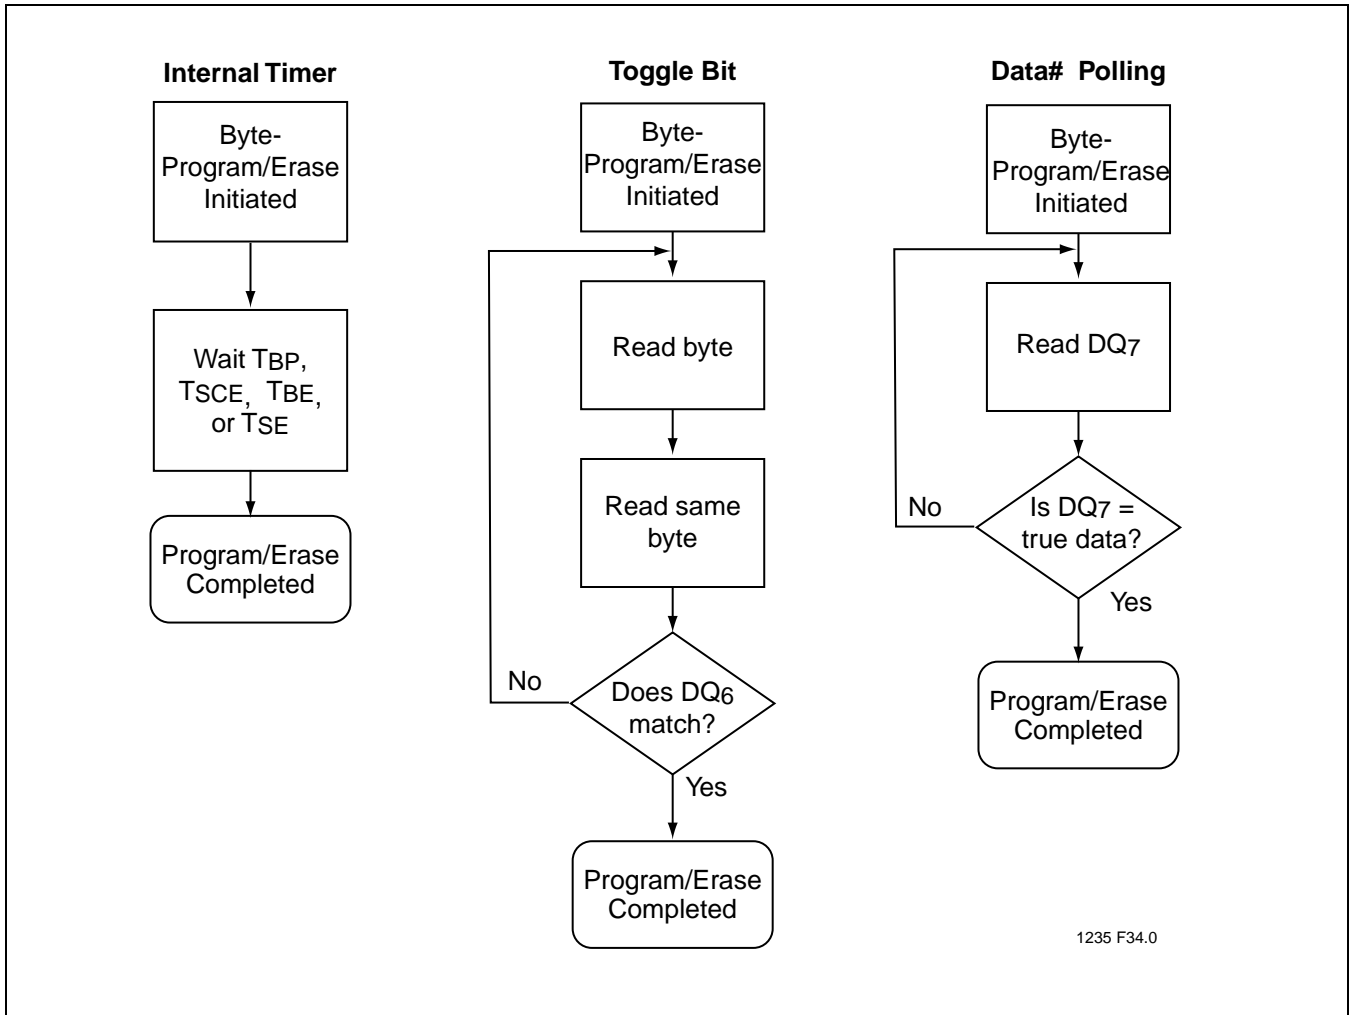 Internal Timer
Byte-
Program/Erase
Initiated
Wait TBP,
TSCE, TBE,
or TSE
Program/Erase
Completed
Toggle Bit
Byte-
Program/Erase
Initiated
Read byte
Read same
byte
No
Does DQ6
match?
Yes
Program/Erase
Completed
Data# Polling
Byte-
Program/Erase
Initiated
Read DQ7
No
Is DQ7 =
true data?
Yes
Program/Erase
Completed
1235 F34.0